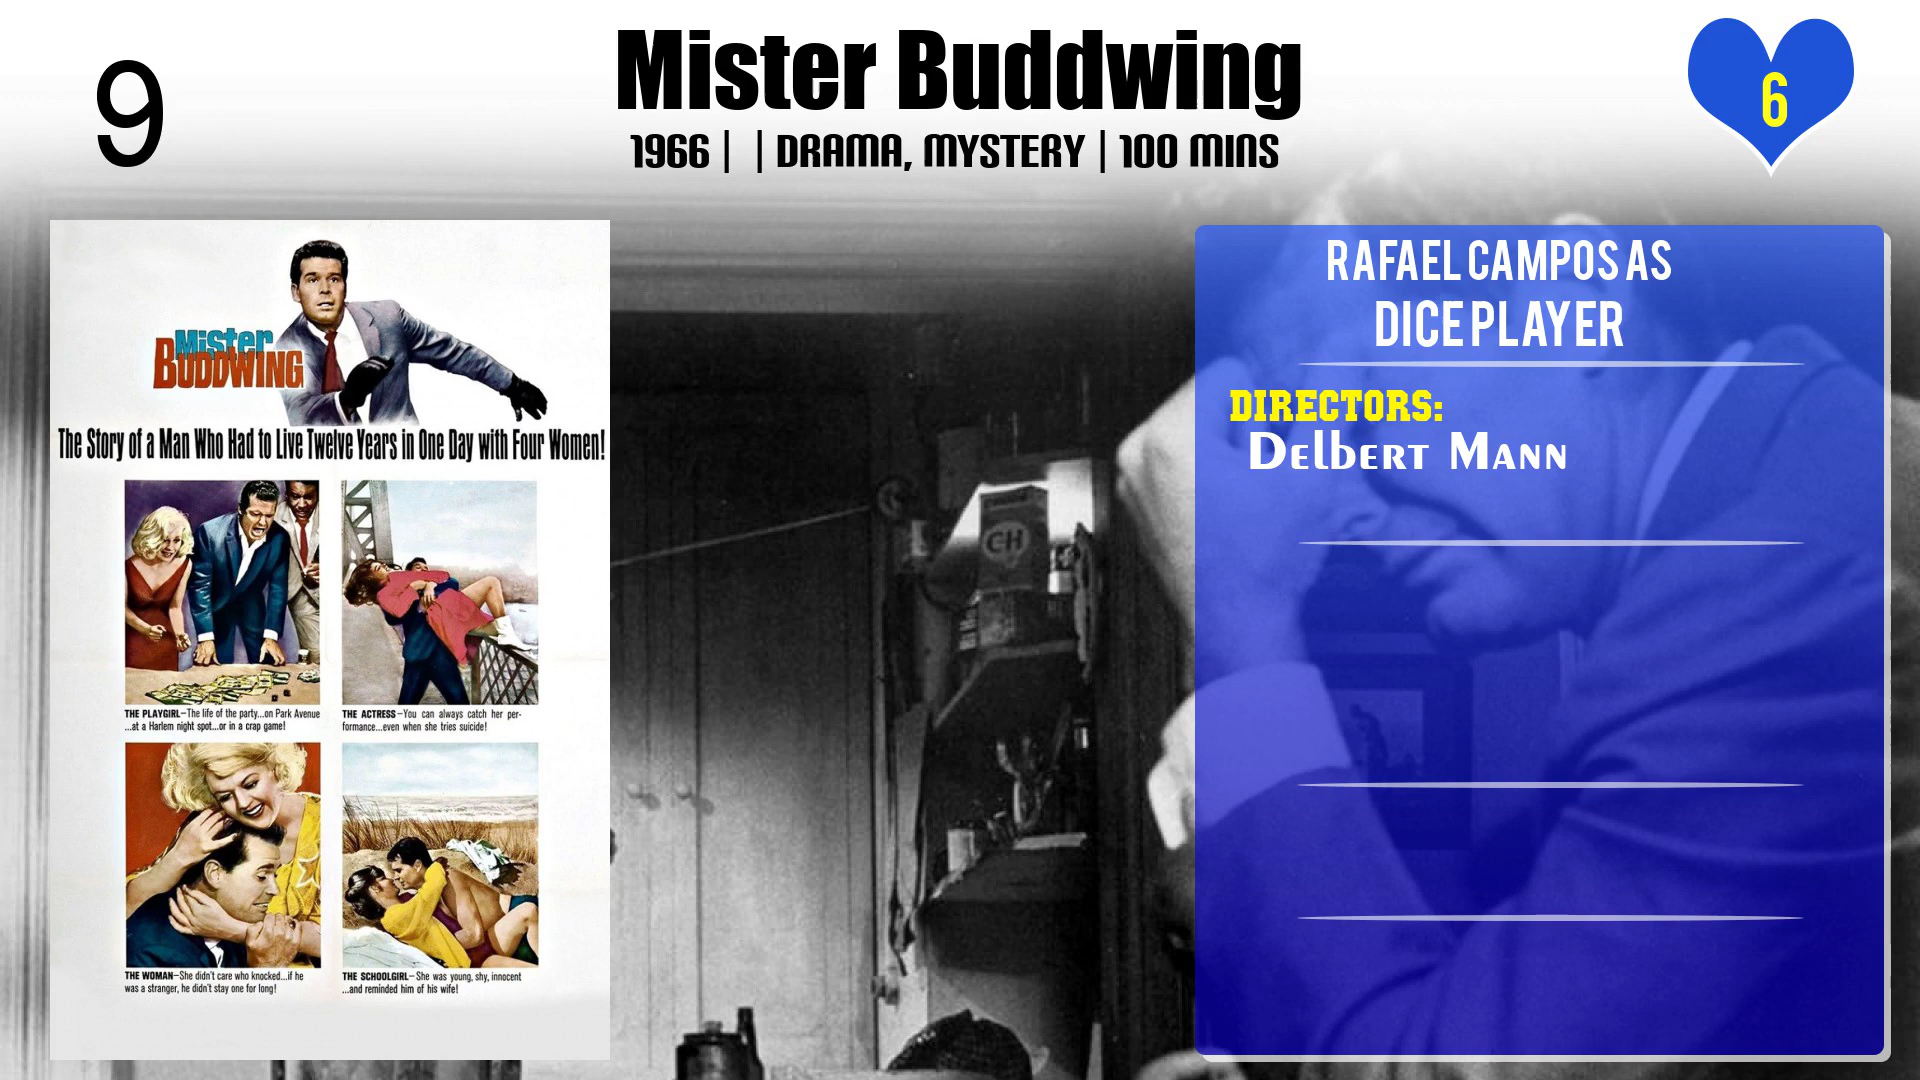 9
Mister Buddwing
1966 | | DRAMA, MYSTERY | 100 MINS
6
Mister
BUDDWING
The Story of a Man Who Had to Live Twelve Years in One Day with Four Women!
THE PLAYGIRL—The life of the party...on Park Avenue
...at a Harlem night spot...or in a crap game!
THE ACTRESS—You can always catch her per-
formance...even when she tries suicide!
THE WOMAN—She didn't care who knocked...if he
was a stranger, he didn't stay one for long!
THE SCHOOLGIRL—She was young, shy, innocent
...and reminded him of his wife!
CH
RAFAEL CAMPOS AS
DICE PLAYER
DIRECTORS:
Delbert Mann